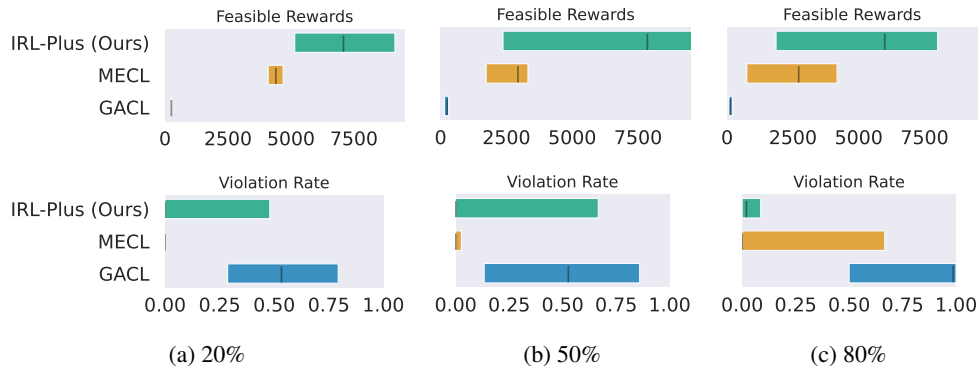 Feasible Rewards Feasible Rewards Feasible Rewards
IRL-Plus (Ours)
MECL
GACL
0 2500 5000 7500 0 2500 5000 7500 0 2500 5000 7500
Violation Rate Violation Rate Violation Rate
IRL-Plus (Ours)
MECL
GACL
0.00 0.25 0.50 0.75 1.00 0.00 0.25 0.50 0.75 1.00 0.00 0.25 0.50 0.75 1.00
(a) 20% (b) 50% (c) 80%